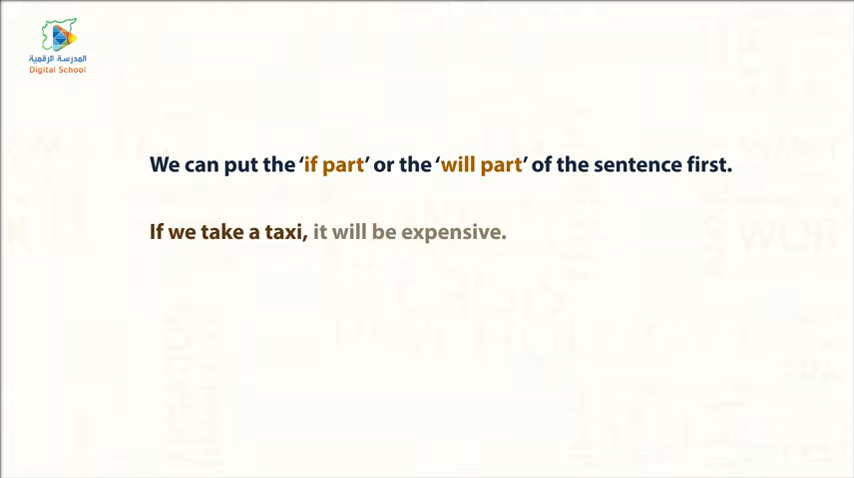 المدرسة الرقمية
Digital School
We can put the ‘if part’ or the ‘will part’ of the sentence first.
If we take a taxi, it will be expensive.